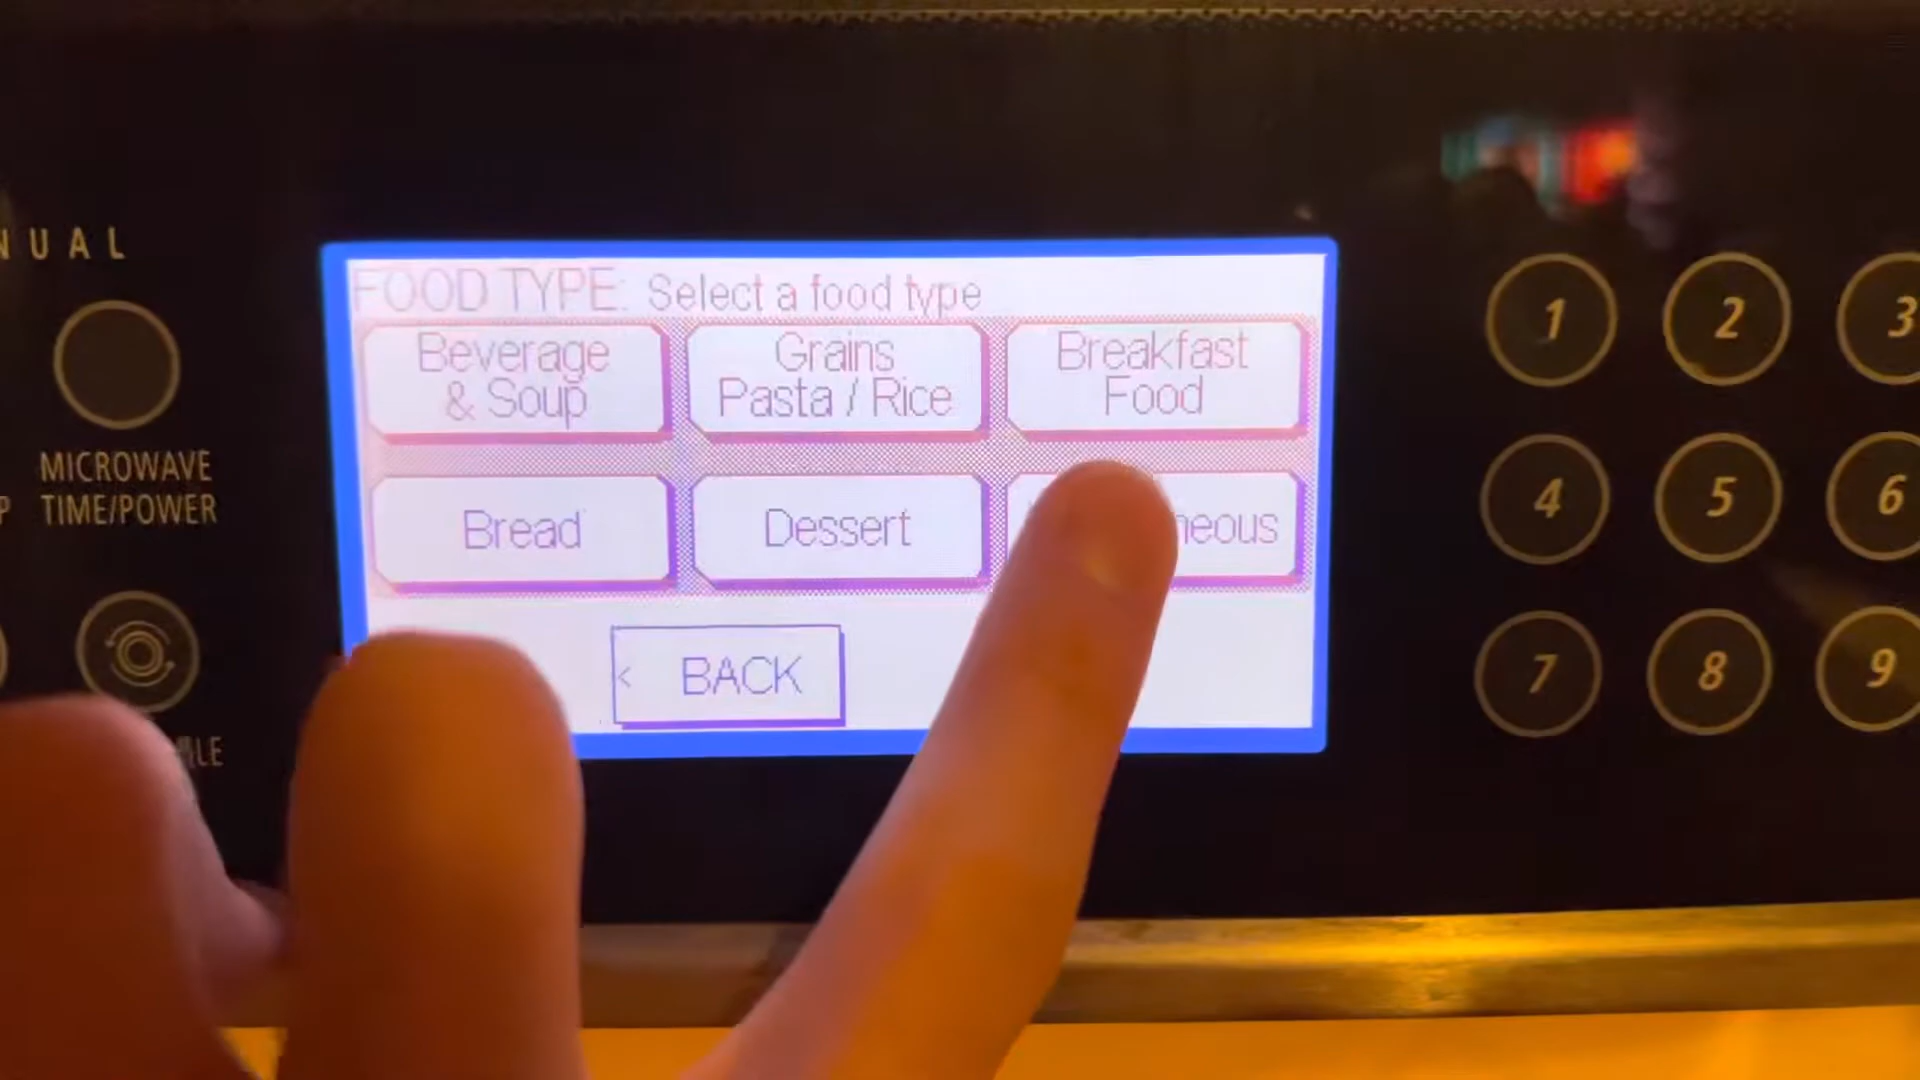 NUAL
MICROWAVE
TIME/POWER
FOOD TYPE: Select a food type
Beverage
& Soup
Grains
Pasta / Rice
Breakfast
Food
Bread
Dessert
neous
< BACK
1
2
3
4
5
6
7
8
9